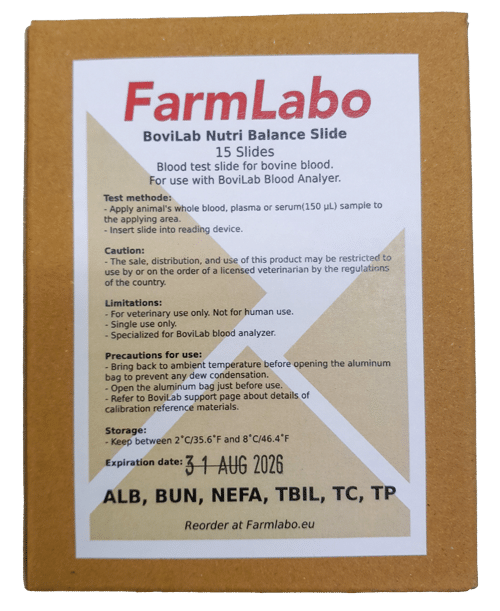 FarmLabo
BoviLab Nutri Balance Slide
15 Slides
Blood test slide for bovine blood.
For use with BoviLab Blood Analyer.
Test methode:
- Apply animal's whole blood, plasma or serum(150 µL) sample to
the applying area.
- Insert slide into reading device.
Caution:
- The sale, distribution, and use of this product may be restricted to
use by or on the order of a licensed veterinarian by the regulations
of the country.
Limitations:
- For veterinary use only. Not for human use.
- Single use only.
- Specialized for BoviLab blood analyzer.
Precautions for use:
- Bring back to ambient temperature before opening the aluminum
bag to prevent any dew condensation.
- Open the aluminum bag just before use.
- Refer to BoviLab support page about details of
calibration reference materials.
Storage:
- Keep between 2˚C/35.6˚F and 8˚C/46.4˚F
Expiration date: 31 AUG 2026
ALB, BUN, NEFA, TBIL, TC, TP
Reorder at Farmlabo.eu